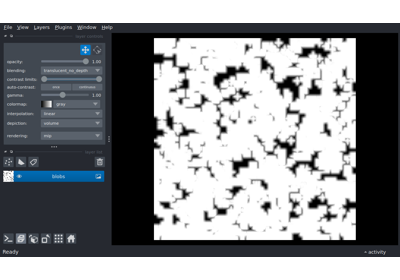 File View Layers Plugins Window Help
opacity: 1.00
blending: translucent_no_depth
contrast limits:
auto-contrast: once continuous
gamma: 1.00
colormap: gray
interpolation: linear
depiction: volume
rendering: mip
blobs
Ready
activity